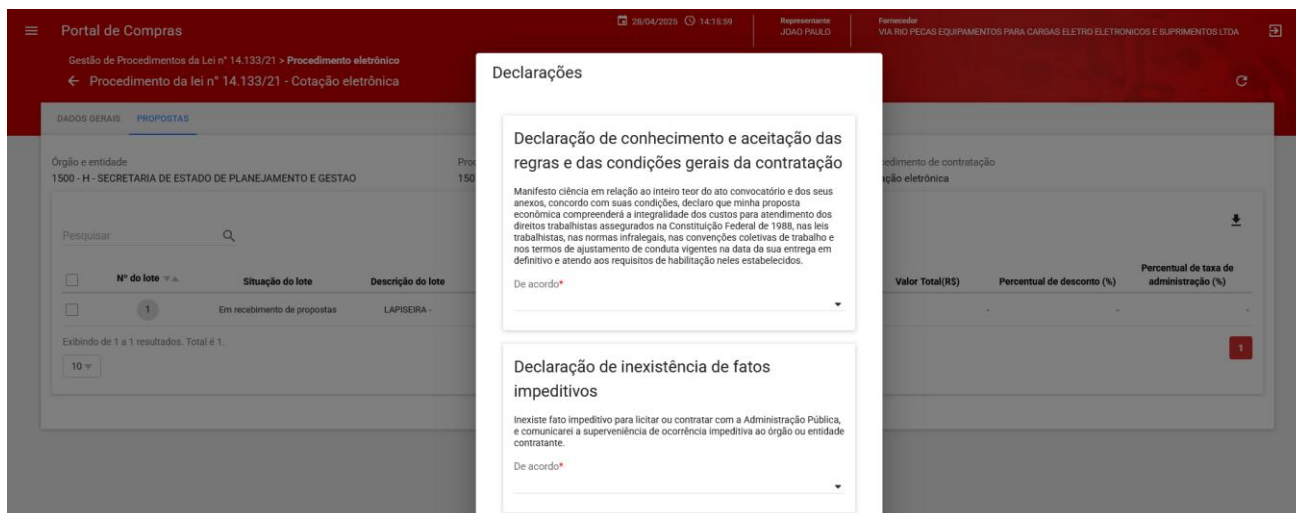 Portal de Compras
28/04/2025 14:15:59
Representante
JOAO PAULO
Fornecedor
VIA RIO PECAS EQUIPAMENTOS PARA CARGAS ELETRO ELETRONICOS E SUPRIMENTOS LTDA
Gestão de Procedimentos da Lei n° 14.133/21 > Procedimento eletrônico
Procedimento da lei n° 14.133/21 - Cotação eletrônica
DADOS GERAIS PROPOSTAS
Órgão e entidade
1500 - H - SECRETARIA DE ESTADO DE PLANEJAMENTO E GESTAO
Proc
150
edimento de contratação
ação eletrônica
Pesquisar
Nº do lote Situação do lote Descrição do lote Valor Total(R$) Percentual de desconto (%) Percentual de taxa de administração (%)
1 Em recebimento de propostas LAPISEIRA - - - -
Exibindo de 1 a 1 resultados. Total é 1.
1
10
Declarações
Declaração de conhecimento e aceitação das
regras e das condições gerais da contratação
Manifesto ciência em relação ao inteiro teor do ato convocatório e dos seus
anexos, concordo com suas condições, declaro que minha proposta
econômica compreenderá a integralidade dos custos para atendimento dos
direitos trabalhistas assegurados na Constituição Federal de 1988, nas leis
trabalhistas, nas normas infralegais, nas convenções coletivas de trabalho e
nos termos de ajustamento de conduta vigentes na data da sua entrega em
definitivo e atendo aos requisitos de habilitação neles estabelecidos.
De acordo*
Declaração de inexistência de fatos
impeditivos
Inexiste fato impeditivo para licitar ou contratar com a Administração Pública,
e comunicarei a superveniência de ocorrência impeditiva ao órgão ou entidade
contratante.
De acordo*